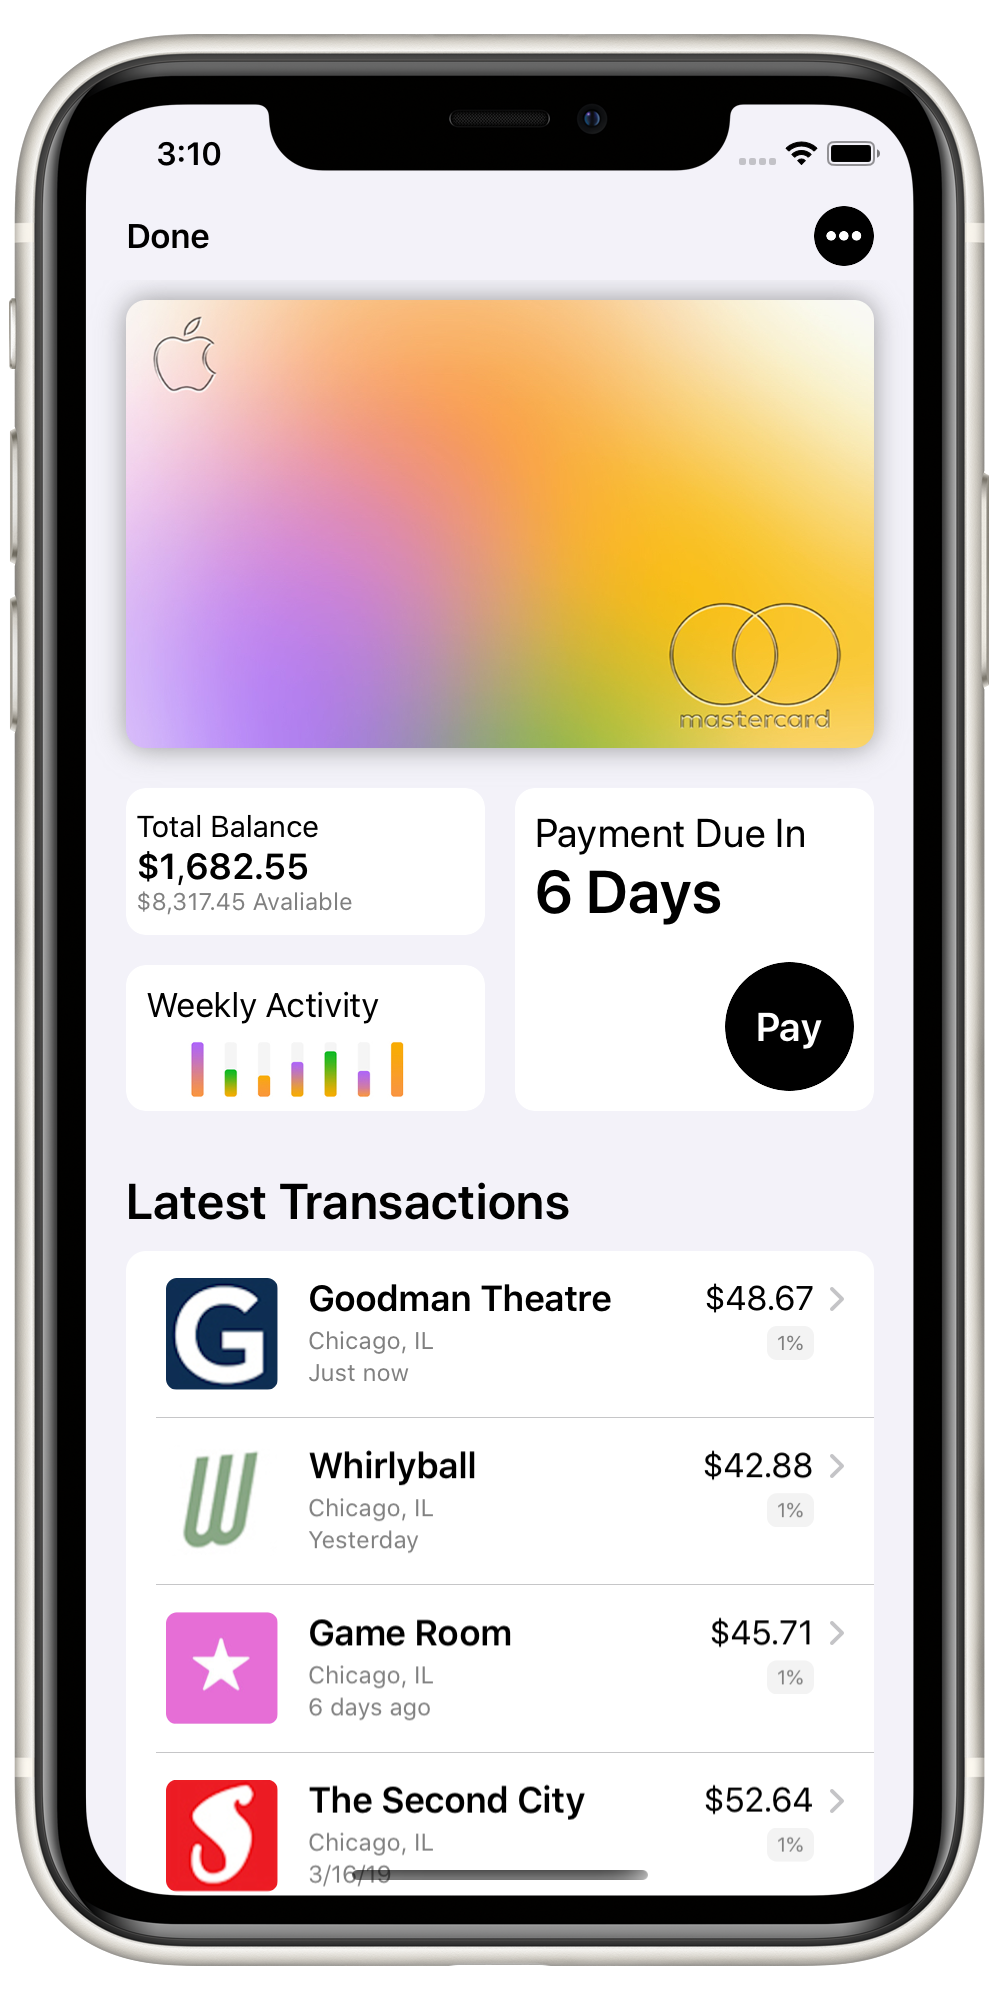 3:10
Done
mastercard
Total Balance
$1,682.55
$8,317.45 Avaliable
Payment Due In
6 Days
Weekly Activity
Pay
Latest Transactions
G
Goodman Theatre
$48.67
Chicago, IL
1%
Just now
W
Whirlyball
$42.88
Chicago, IL
1%
Yesterday
Game Room
$45.71
Chicago, IL
1%
6 days ago
S
The Second City
$52.64
Chicago, IL
1%
3/16/19